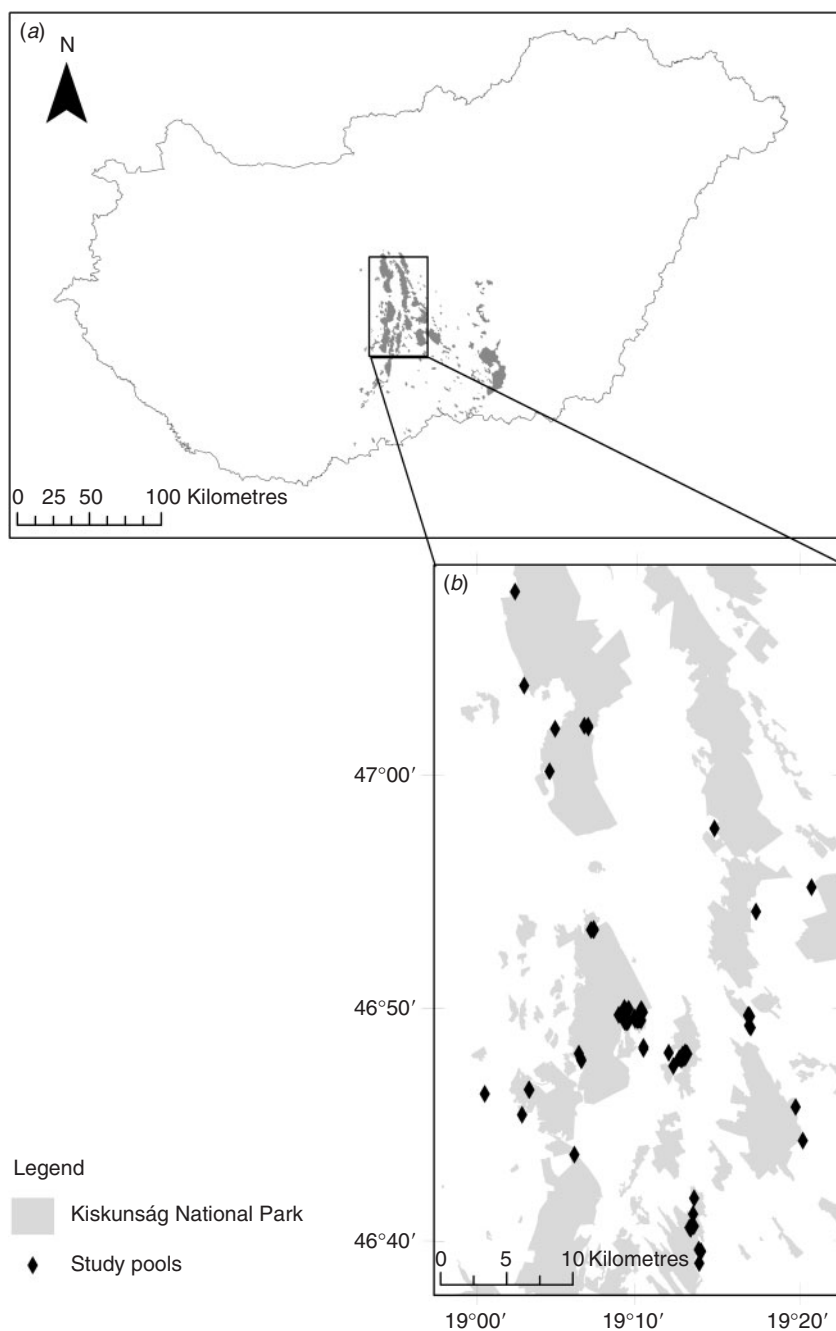 (a)
N
0 25 50 100 Kilometres
(b)
47°00′
46°50′
46°40′
Legend
Kiskunság National Park
Study pools
0 5 10 Kilometres
19°00′ 19°10′ 19°20′